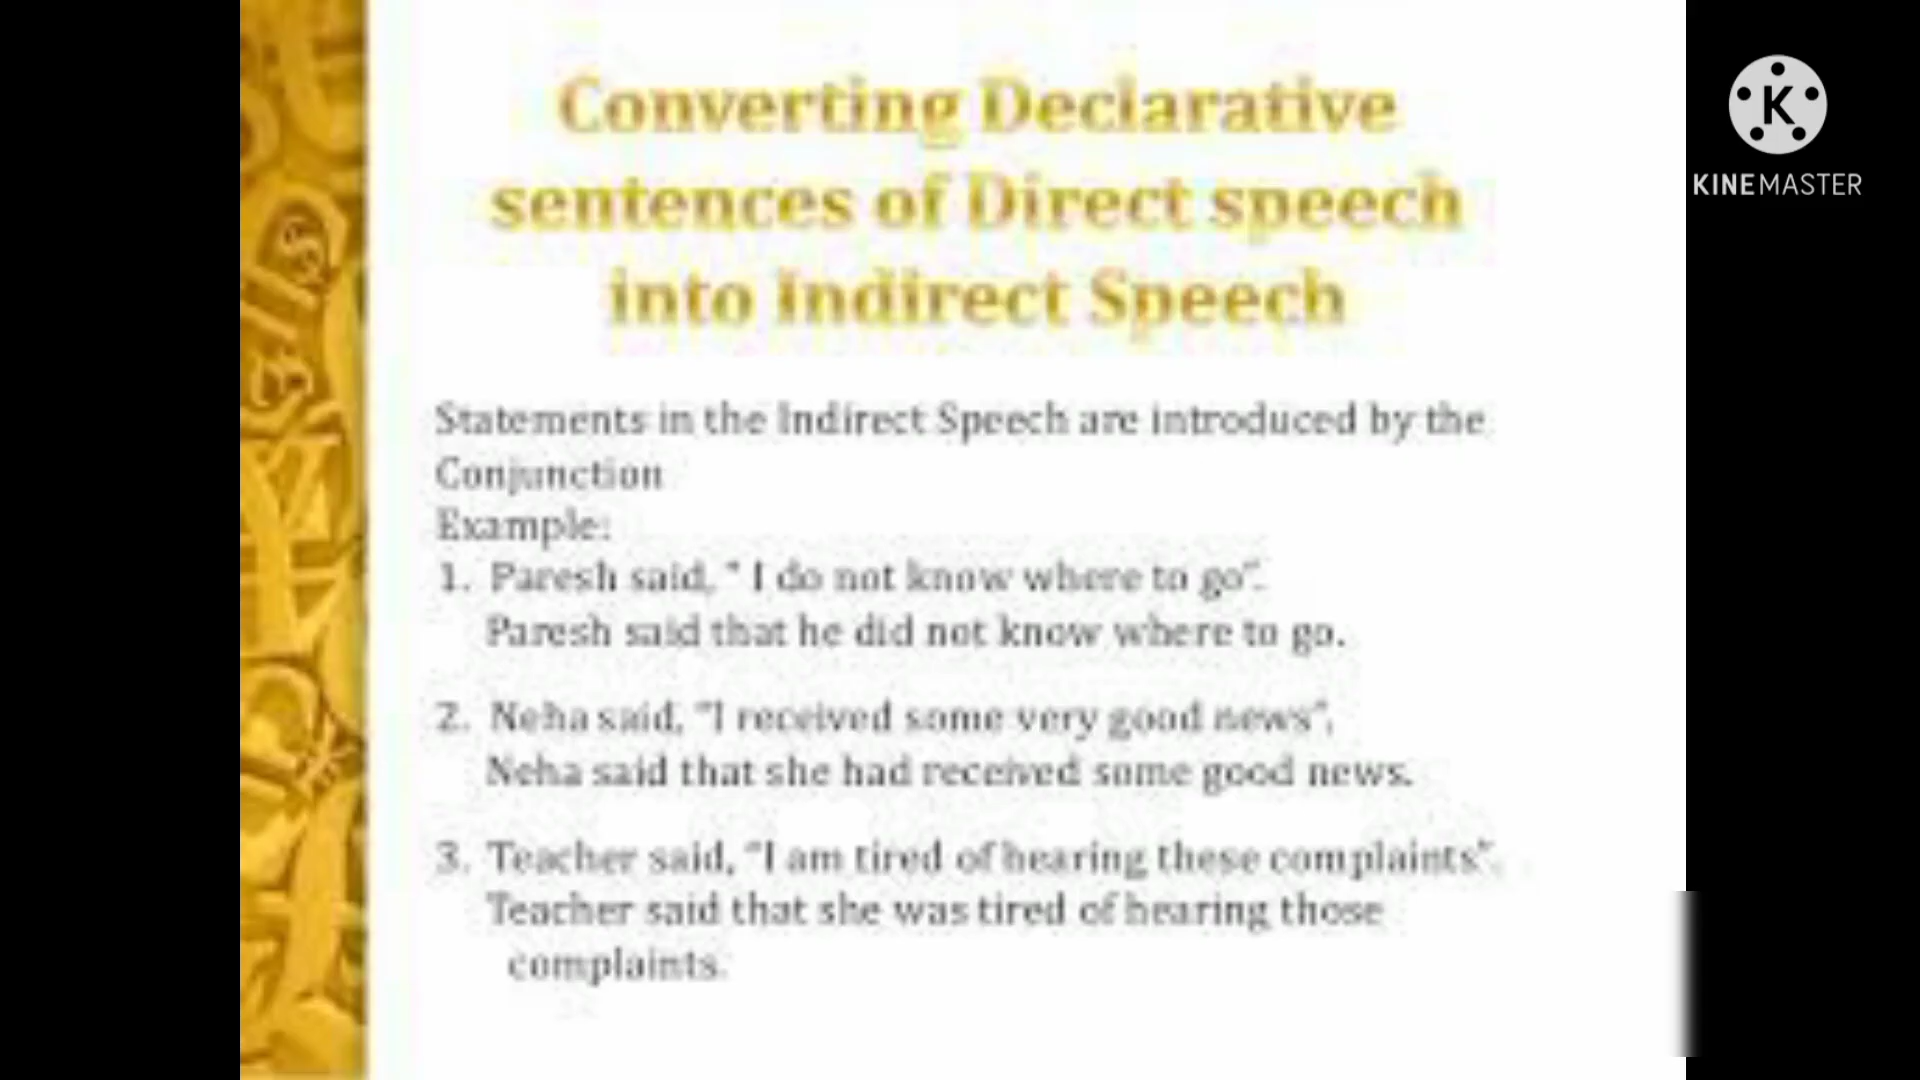 Converting Declarative
sentences of Direct speech
into Indirect Speech
Statements in the Indirect Speech are introduced by the
Conjunction
Example:
1. Paresh said, " I do not know where to go".
Paresh said that he did not know where to go.
2. Neha said, "I received some very good news".
Neha said that she had received some good news.
3. Teacher said, "I am tired of hearing these complaints".
Teacher said that she was tired of hearing those
complaints.
K
KINEMASTER